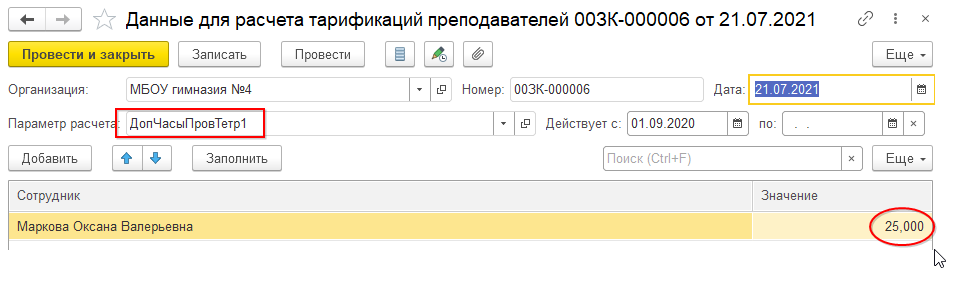 Данные для расчета тарификаций преподавателей 00ЗК-000006 от 21.07.2021
Провести и закрыть Записать Провести Еще
Организация: МБОУ гимназия №4 Номер: 00ЗК-000006 Дата: 21.07.2021
Параметр расчета: ДопЧасыПровТетр1 Действует с: 01.09.2020 по: . .
Добавить Заполнить Поиск (Ctrl+F) × Еще
Сотрудник Значение
Маркова Оксана Валерьевна 25,000